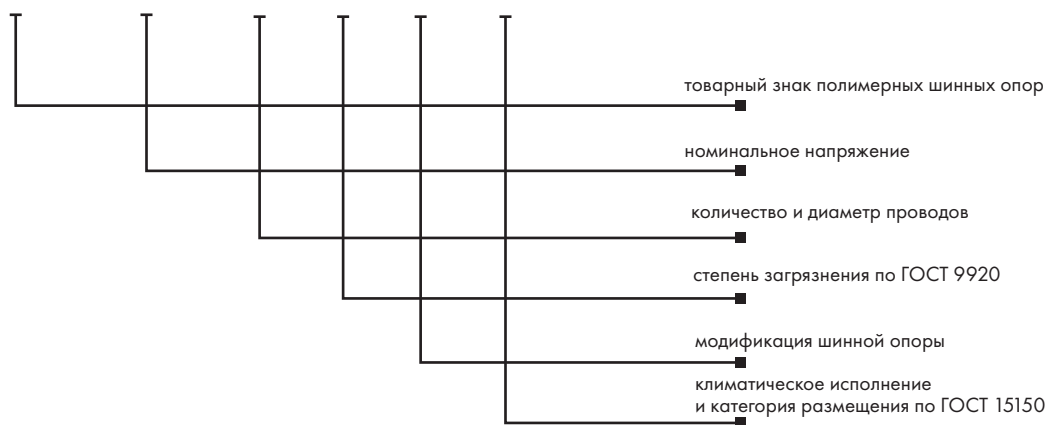 товарный знак полимерных шинных опор
номинальное напряжение
количество и диаметр проводов
степень загрязнения по ГОСТ 9920
модификация шинной опоры
климатическое исполнение
и категория размещения по ГОСТ 15150